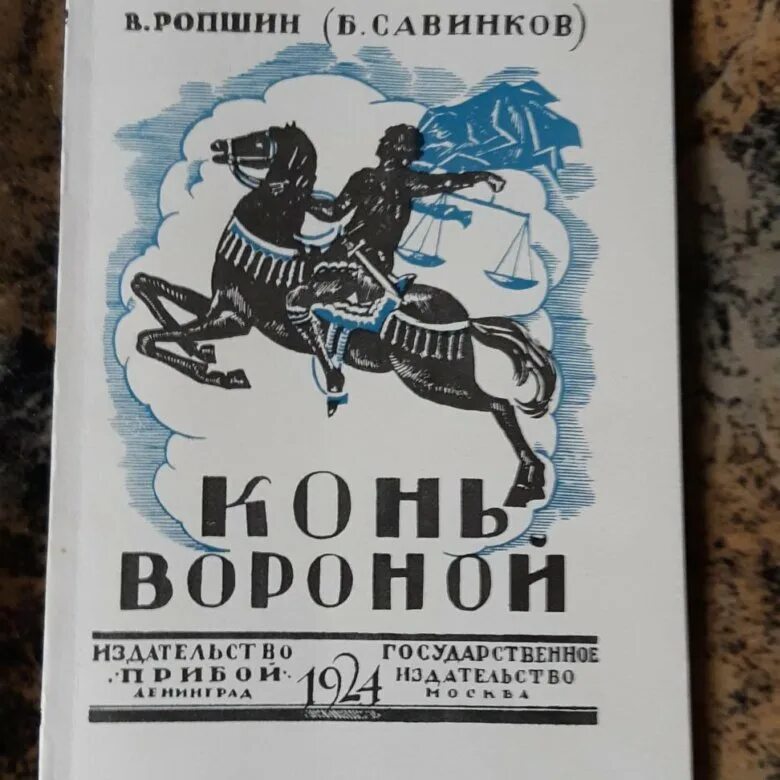 В. РОПШИН (Б. САВИНКОВ)
КОНЬ
ВОРОНОЙ
ИЗДАТЕЛЬСТВО
„ПРИБОЙ“
ЛЕНИНГРАД
1924
ГОСУДАРСТВЕННОЕ
ИЗДАТЕЛЬСТВО
МОСКВА